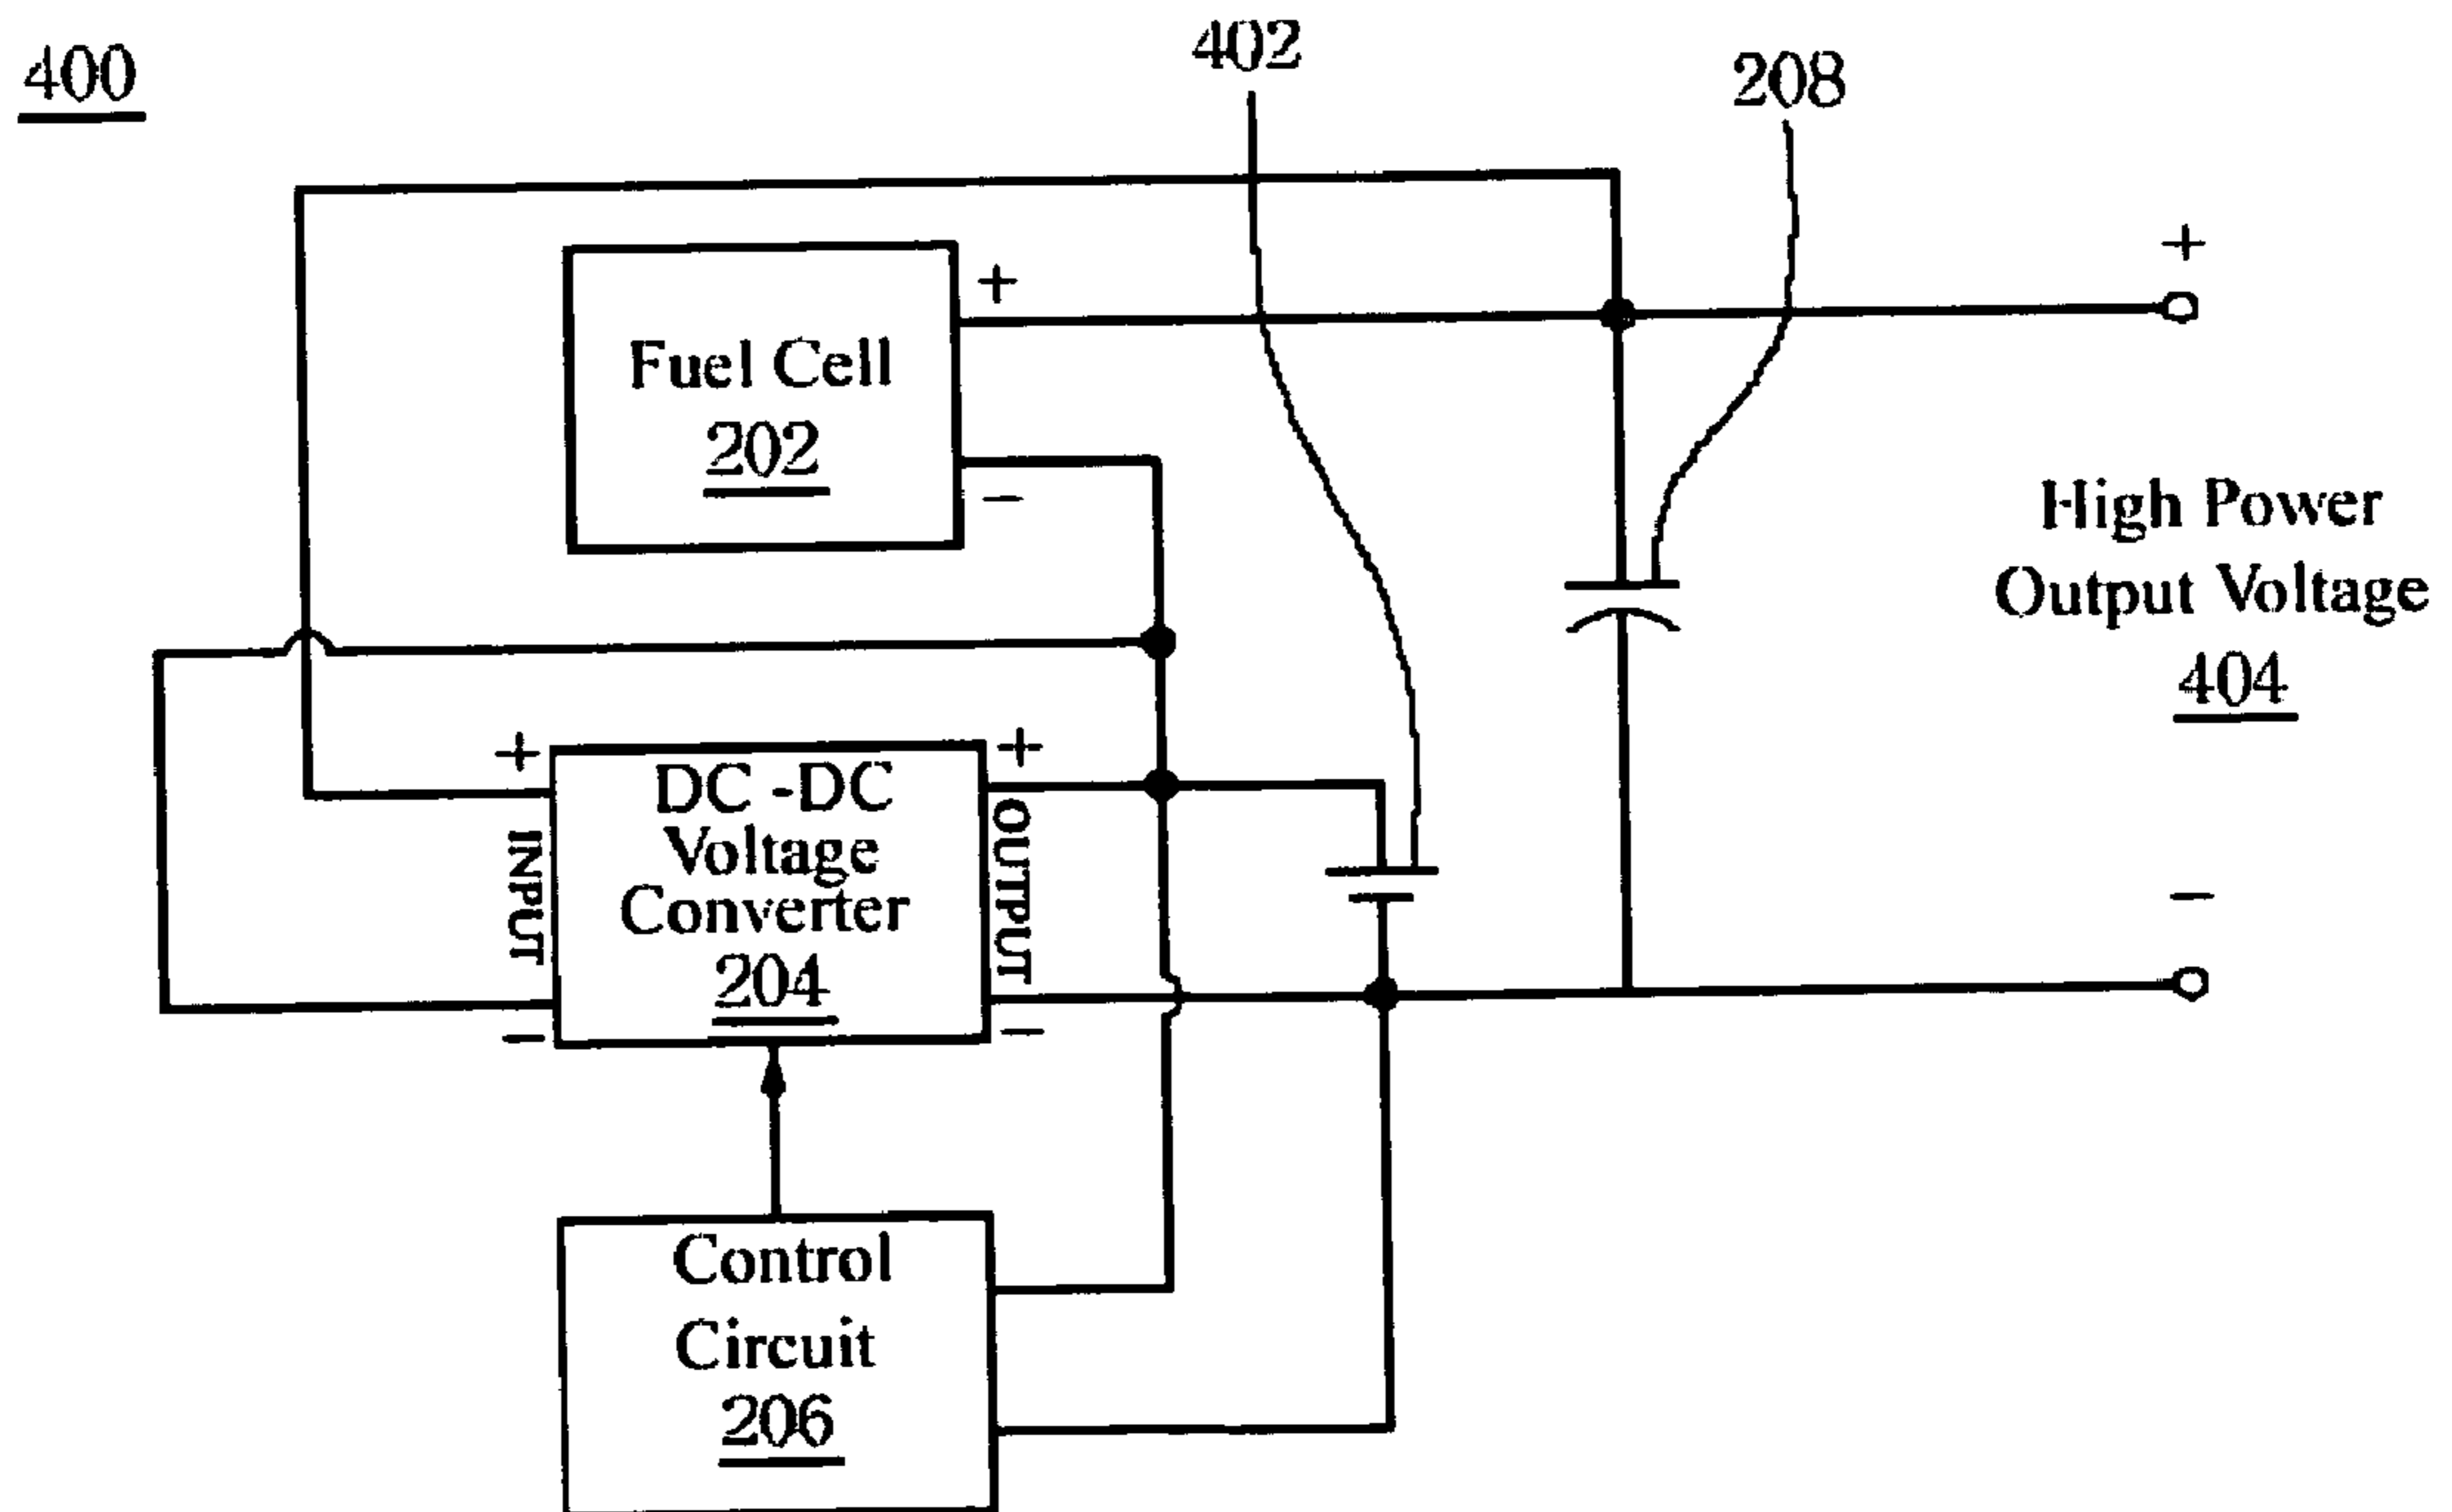 400
402
208
+
+
Fuel Cell
202
−
High Power
Output Voltage
404
+
+
DC -DC
Voltage
Converter
204
INPUT
OUTPUT
−
−
−
Control
Circuit
206